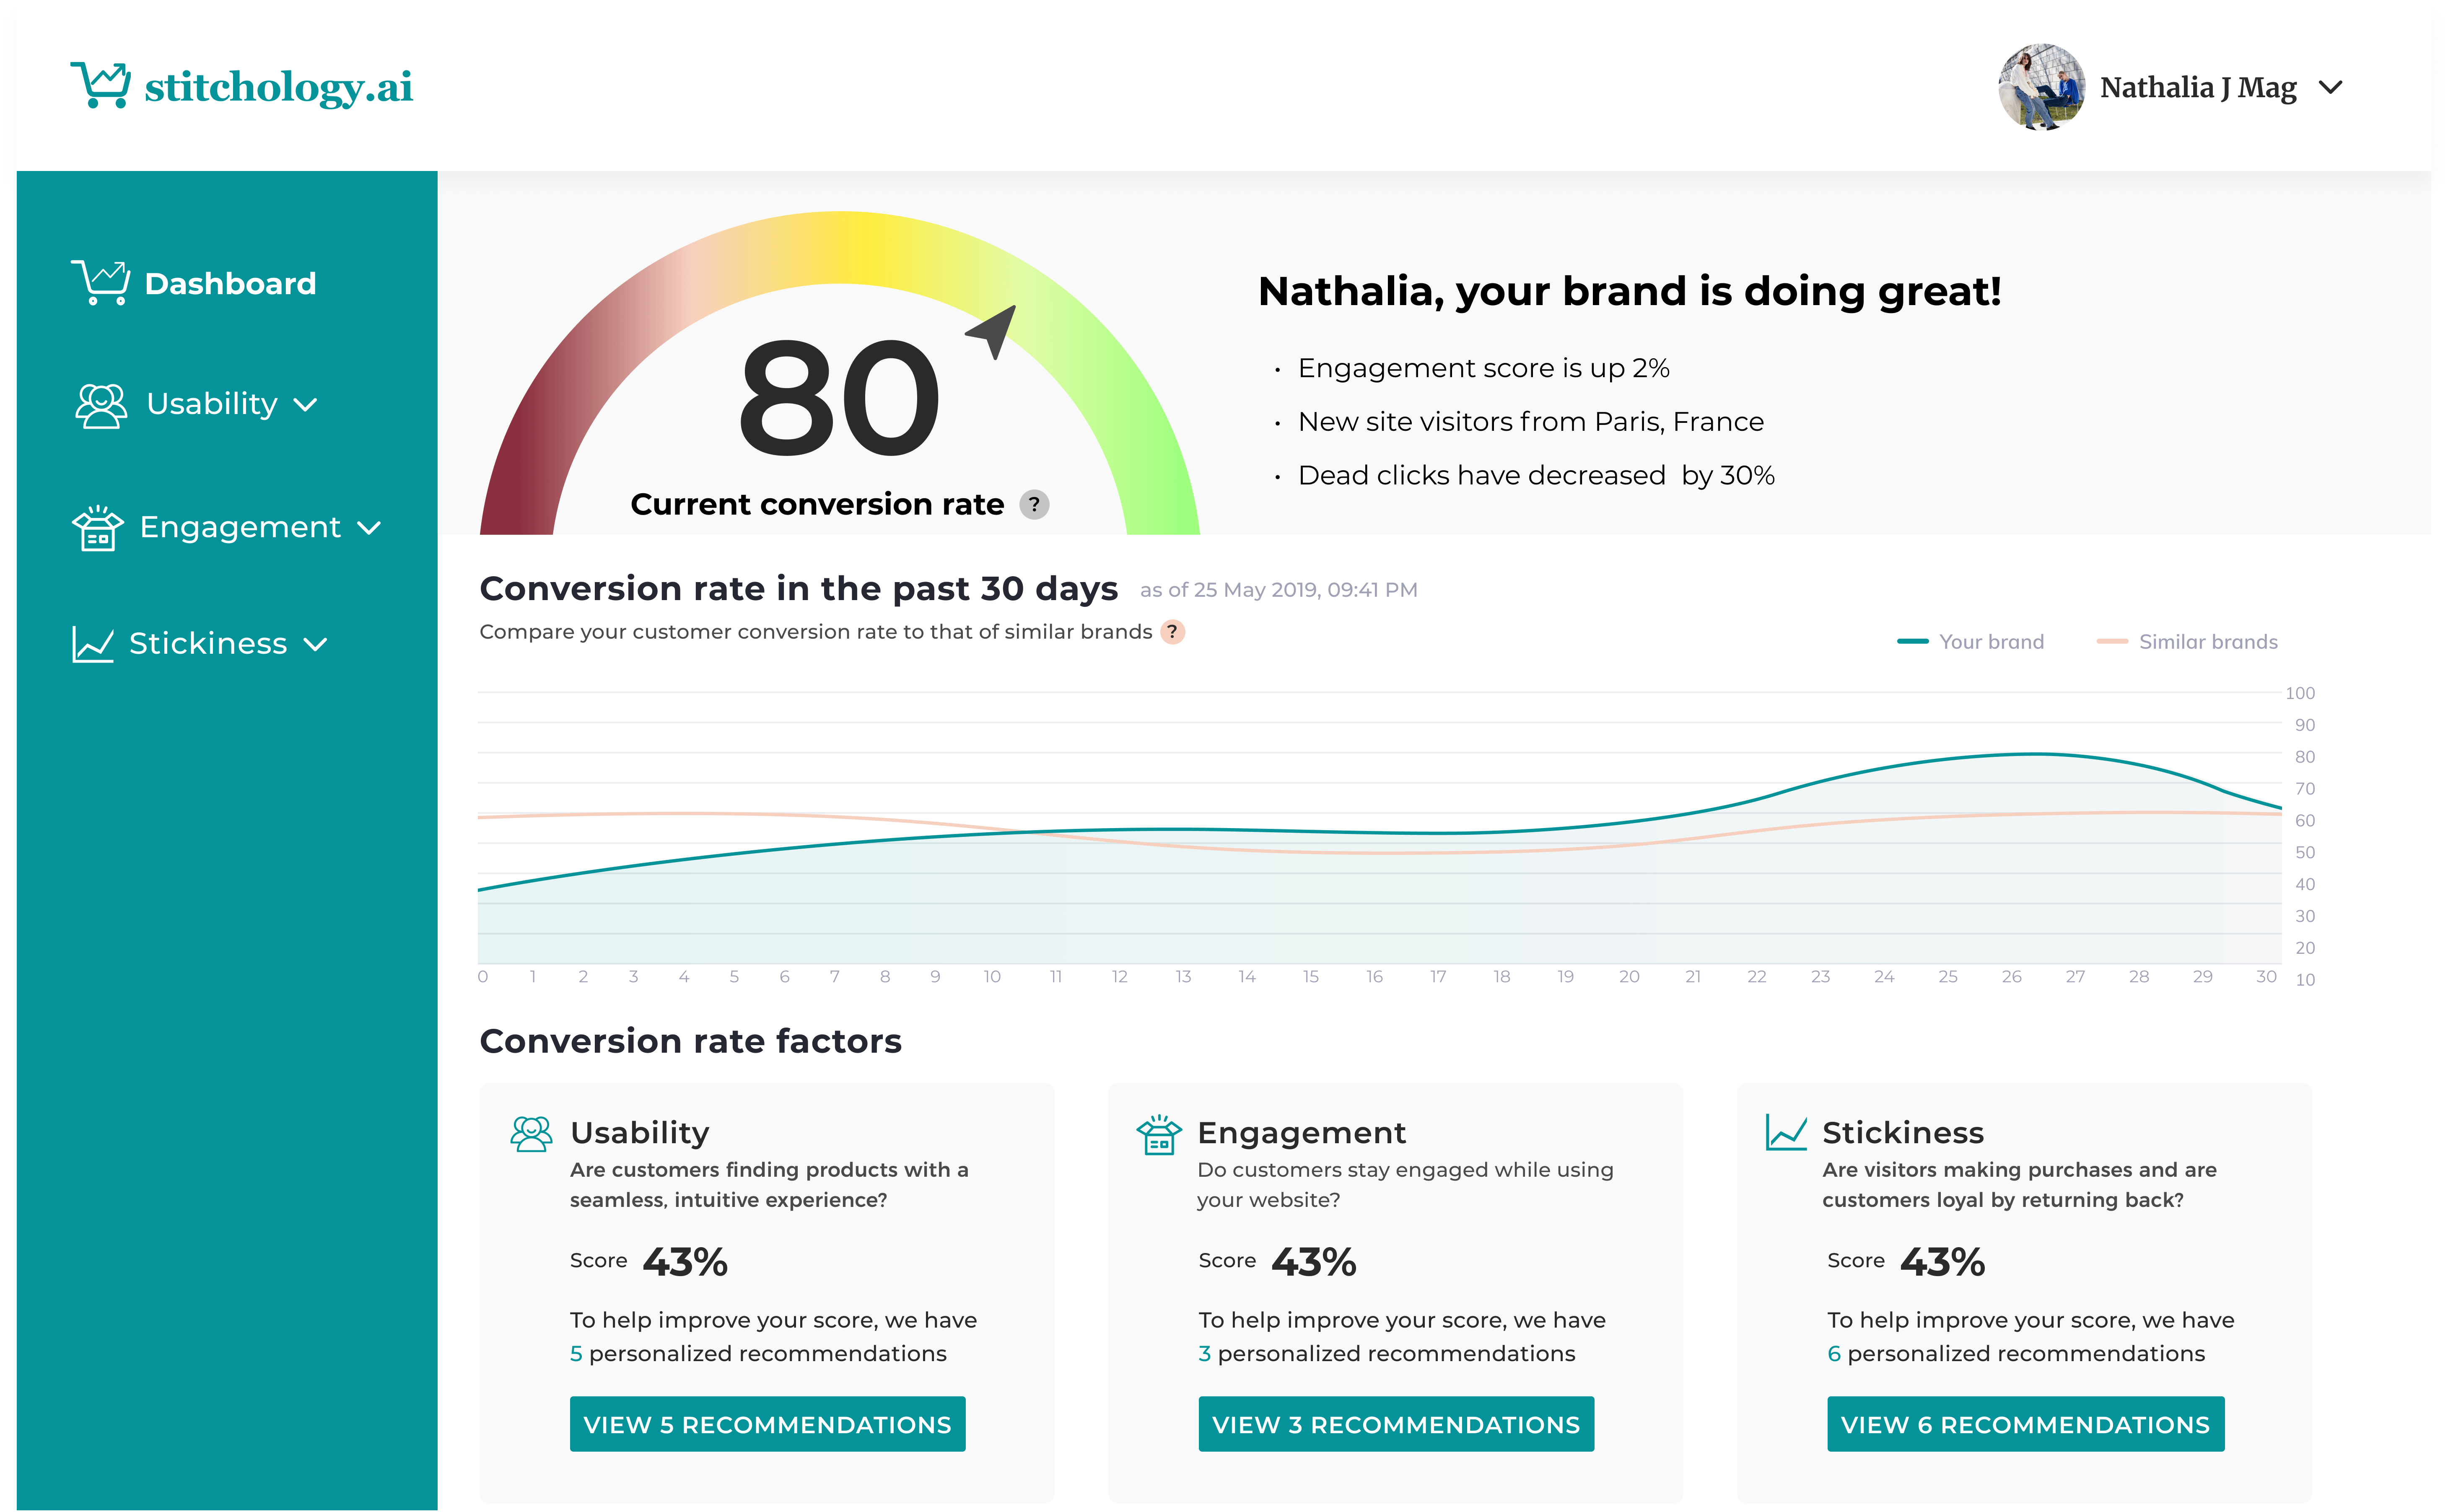 stitchology.ai
Nathalia J Mag
Dashboard
Usability
Engagement
Stickiness
80
Current conversion rate ?
Nathalia, your brand is doing great!
• Engagement score is up 2%
• New site visitors from Paris, France
• Dead clicks have decreased by 30%
Conversion rate in the past 30 days as of 25 May 2019, 09:41 PM
Compare your customer conversion rate to that of similar brands ?
Your brand Similar brands
100
90
80
70
60
50
40
30
20
10
0 1 2 3 4 5 6 7 8 9 10 11 12 13 14 15 16 17 18 19 20 21 22 23 24 25 26 27 28 29 30
Conversion rate factors
Usability
Are customers finding products with a
seamless, intuitive experience?
Score 43%
To help improve your score, we have
5 personalized recommendations
VIEW 5 RECOMMENDATIONS
Engagement
Do customers stay engaged while using
your website?
Score 43%
To help improve your score, we have
3 personalized recommendations
VIEW 3 RECOMMENDATIONS
Stickiness
Are visitors making purchases and are
customers loyal by returning back?
Score 43%
To help improve your score, we have
6 personalized recommendations
VIEW 6 RECOMMENDATIONS